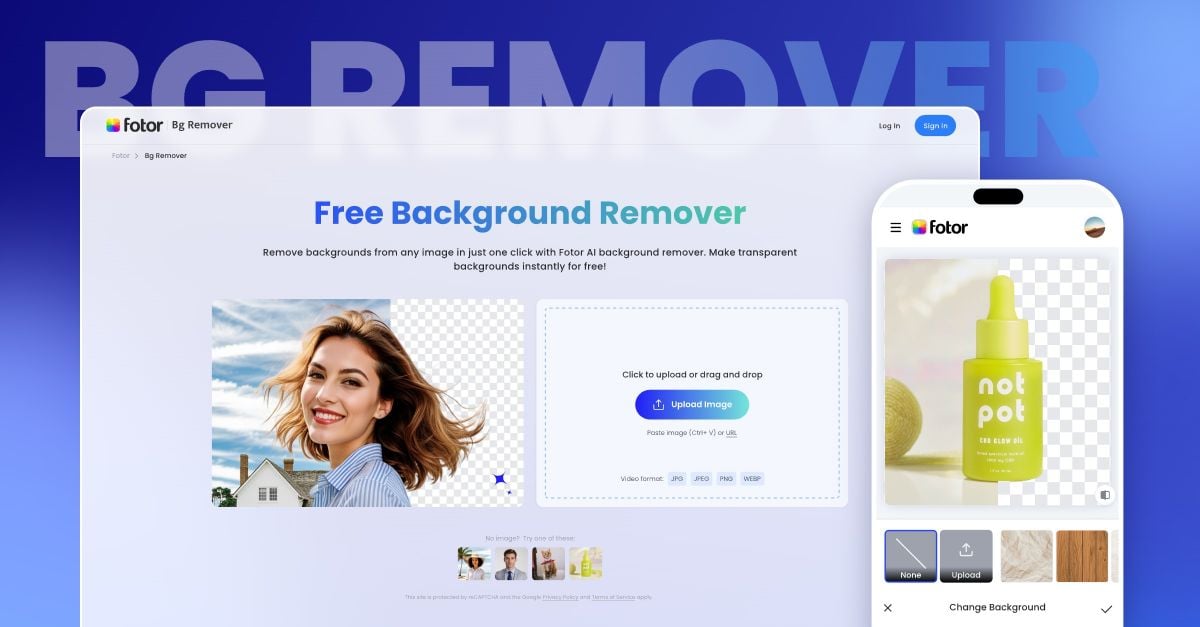 BG REMOVER
fotor Bg Remover
Log In
Sign In
Fotor > Bg Remover
Free Background Remover
Remove backgrounds from any image in just one click with Fotor AI background remover. Make transparent
backgrounds instantly for free!
Click to upload or drag and drop
Upload Image
Paste image (Ctrl+ V) or URL
Video format: JPG JPEG PNG WEBP
No image? Try one of these:
This site is protected by reCAPTCHA and the Google Privacy Policy and Terms of Service apply.
fotor
not
pot
CBD GLOW OIL
None
Upload
Change Background